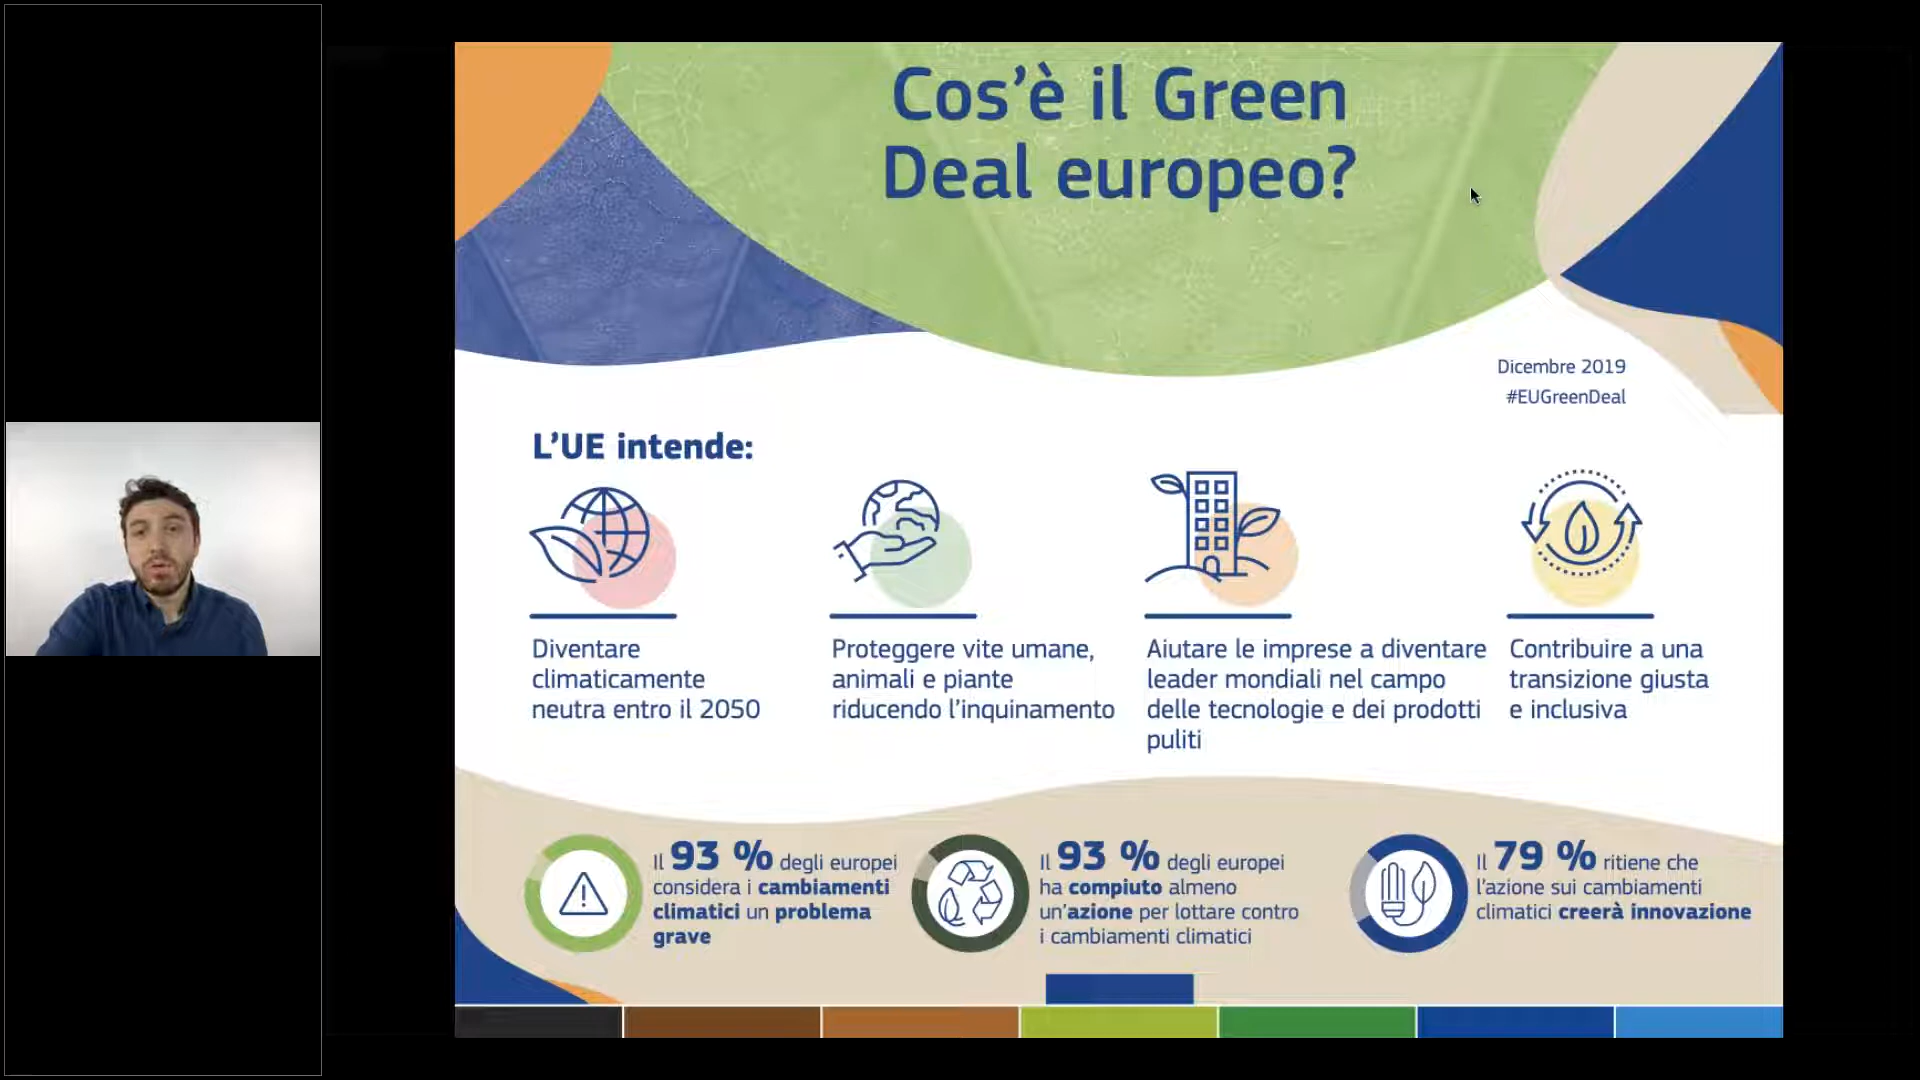 Cos’è il Green
Deal europeo?
Dicembre 2019
#EUGreenDeal
L’UE intende:
Diventare
climaticamente
neutra entro il 2050
Proteggere vite umane,
animali e piante
riducendo l’inquinamento
Aiutare le imprese a diventare
leader mondiali nel campo
delle tecnologie e dei prodotti
puliti
Contribuire a una
transizione giusta
e inclusiva
Il 93 % degli europei
considera i cambiamenti
climatici un problema
grave
Il 93 % degli europei
ha compiuto almeno
un’azione per lottare contro
i cambiamenti climatici
Il 79 % ritiene che
l’azione sui cambiamenti
climatici creerà innovazione